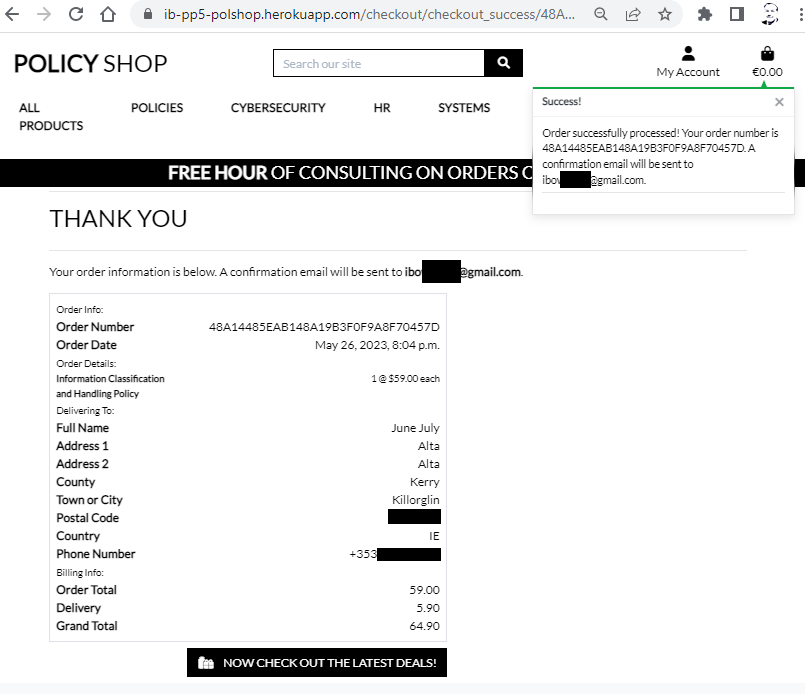 ib-pp5-polshop.herokuapp.com/checkout/checkout_success/48A...
POLICY SHOP
Search our site
My Account
€0.00
ALL PRODUCTS
POLICIES
CYBERSECURITY
HR
SYSTEMS
Success!
Order successfully processed! Your order number is
48A14485EAB148A19B3F0F9A8F70457D. A
confirmation email will be sent to
ibov @gmail.com.
FREE HOUR OF CONSULTING ON ORDERS
THANK YOU
Your order information is below. A confirmation email will be sent to ibo @gmail.com.
Order Info:
Order Number 48A14485EAB148A19B3F0F9A8F70457D
Order Date May 26, 2023, 8:04 p.m.
Order Details:
Information Classification 1 @ $59.00 each
and Handling Policy
Delivering To:
Full Name June July
Address 1 Alta
Address 2 Alta
County Kerry
Town or City Killorglin
Postal Code
Country IE
Phone Number +353
Billing Info:
Order Total 59.00
Delivery 5.90
Grand Total 64.90
NOW CHECK OUT THE LATEST DEALS!